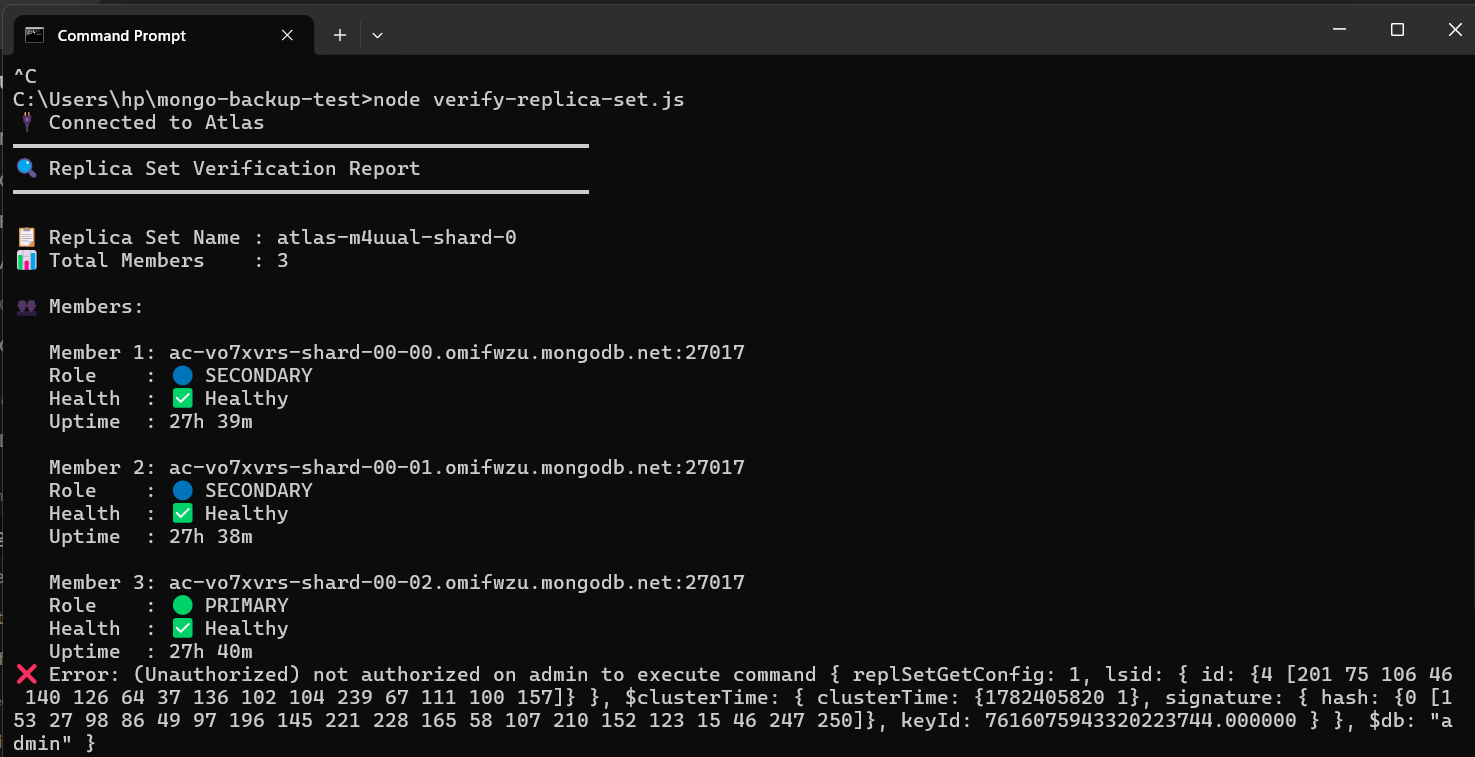 Command Prompt
^C
C:\Users\hp\mongo-backup-test>node verify-replica-set.js
Connected to Atlas
Replica Set Verification Report
Replica Set Name : atlas-m4uual-shard-0
Total Members    : 3
Members:
Member 1: ac-vo7xvrs-shard-00-00.omifwzu.mongodb.net:27017
Role    : 🔵 SECONDARY
Health  : ✅ Healthy
Uptime  : 27h 39m
Member 2: ac-vo7xvrs-shard-00-01.omifwzu.mongodb.net:27017
Role    : 🔵 SECONDARY
Health  : ✅ Healthy
Uptime  : 27h 38m
Member 3: ac-vo7xvrs-shard-00-02.omifwzu.mongodb.net:27017
Role    : 🟢 PRIMARY
Health  : ✅ Healthy
Uptime  : 27h 40m
❌ Error: (Unauthorized) not authorized on admin to execute command { replSetGetConfig: 1, lsid: { id: {4 [201 75 106 46
 140 126 64 37 136 102 104 239 67 111 100 157]} }, $clusterTime: { clusterTime: {1782405820 1}, signature: { hash: {0 [1
53 27 98 86 49 97 196 145 221 228 165 58 107 210 152 123 15 46 247 250]}, keyId: 7616075943320223744.000000 } }, $db: "a
dmin" }